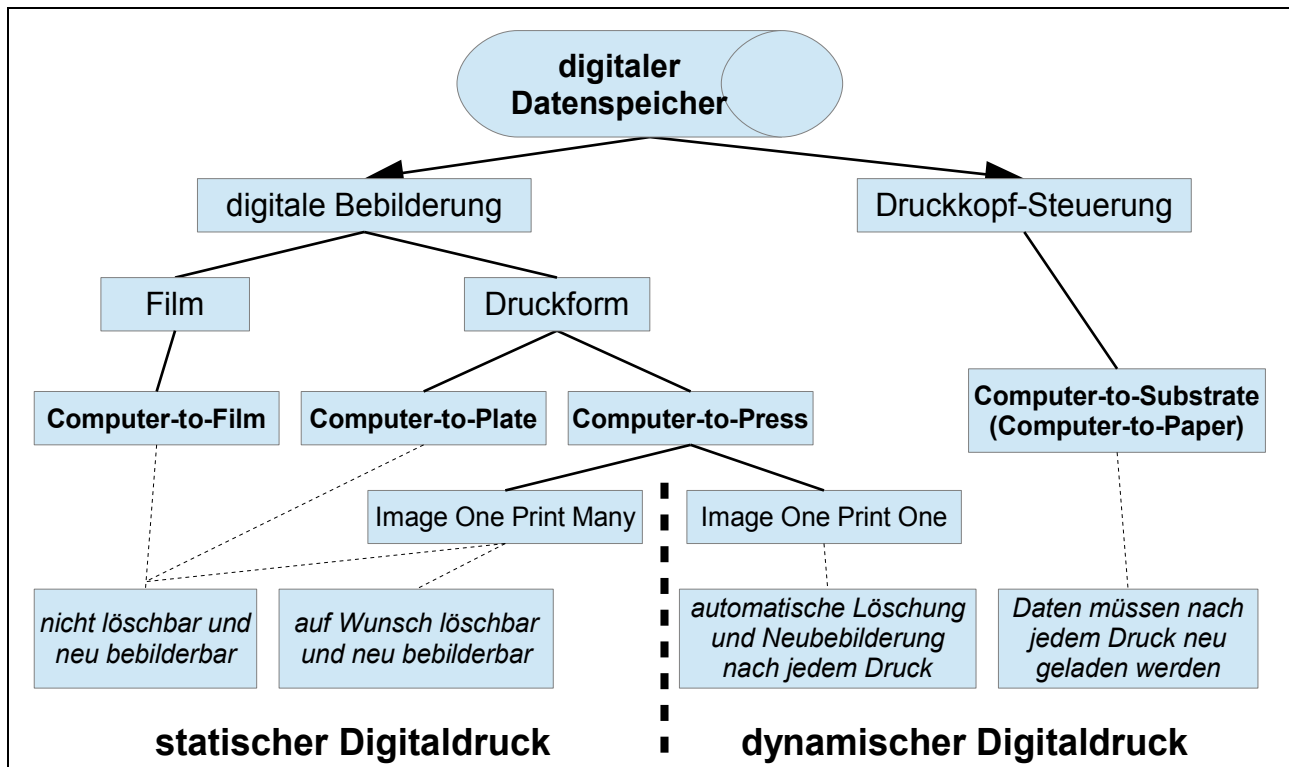 digitaler
Datenspeicher
digitale Bebilderung
Druckkopf-Steuerung
Film
Druckform
Computer-to-Film
Computer-to-Plate
Computer-to-Press
Computer-to-Substrate
(Computer-to-Paper)
Image One Print Many
Image One Print One
nicht löschbar und
neu bebilderbar
auf Wunsch löschbar
und neu bebilderbar
automatische Löschung
und Neubebilderung
nach jedem Druck
Daten müssen nach
jedem Druck neu
geladen werden
statischer Digitaldruck
dynamischer Digitaldruck